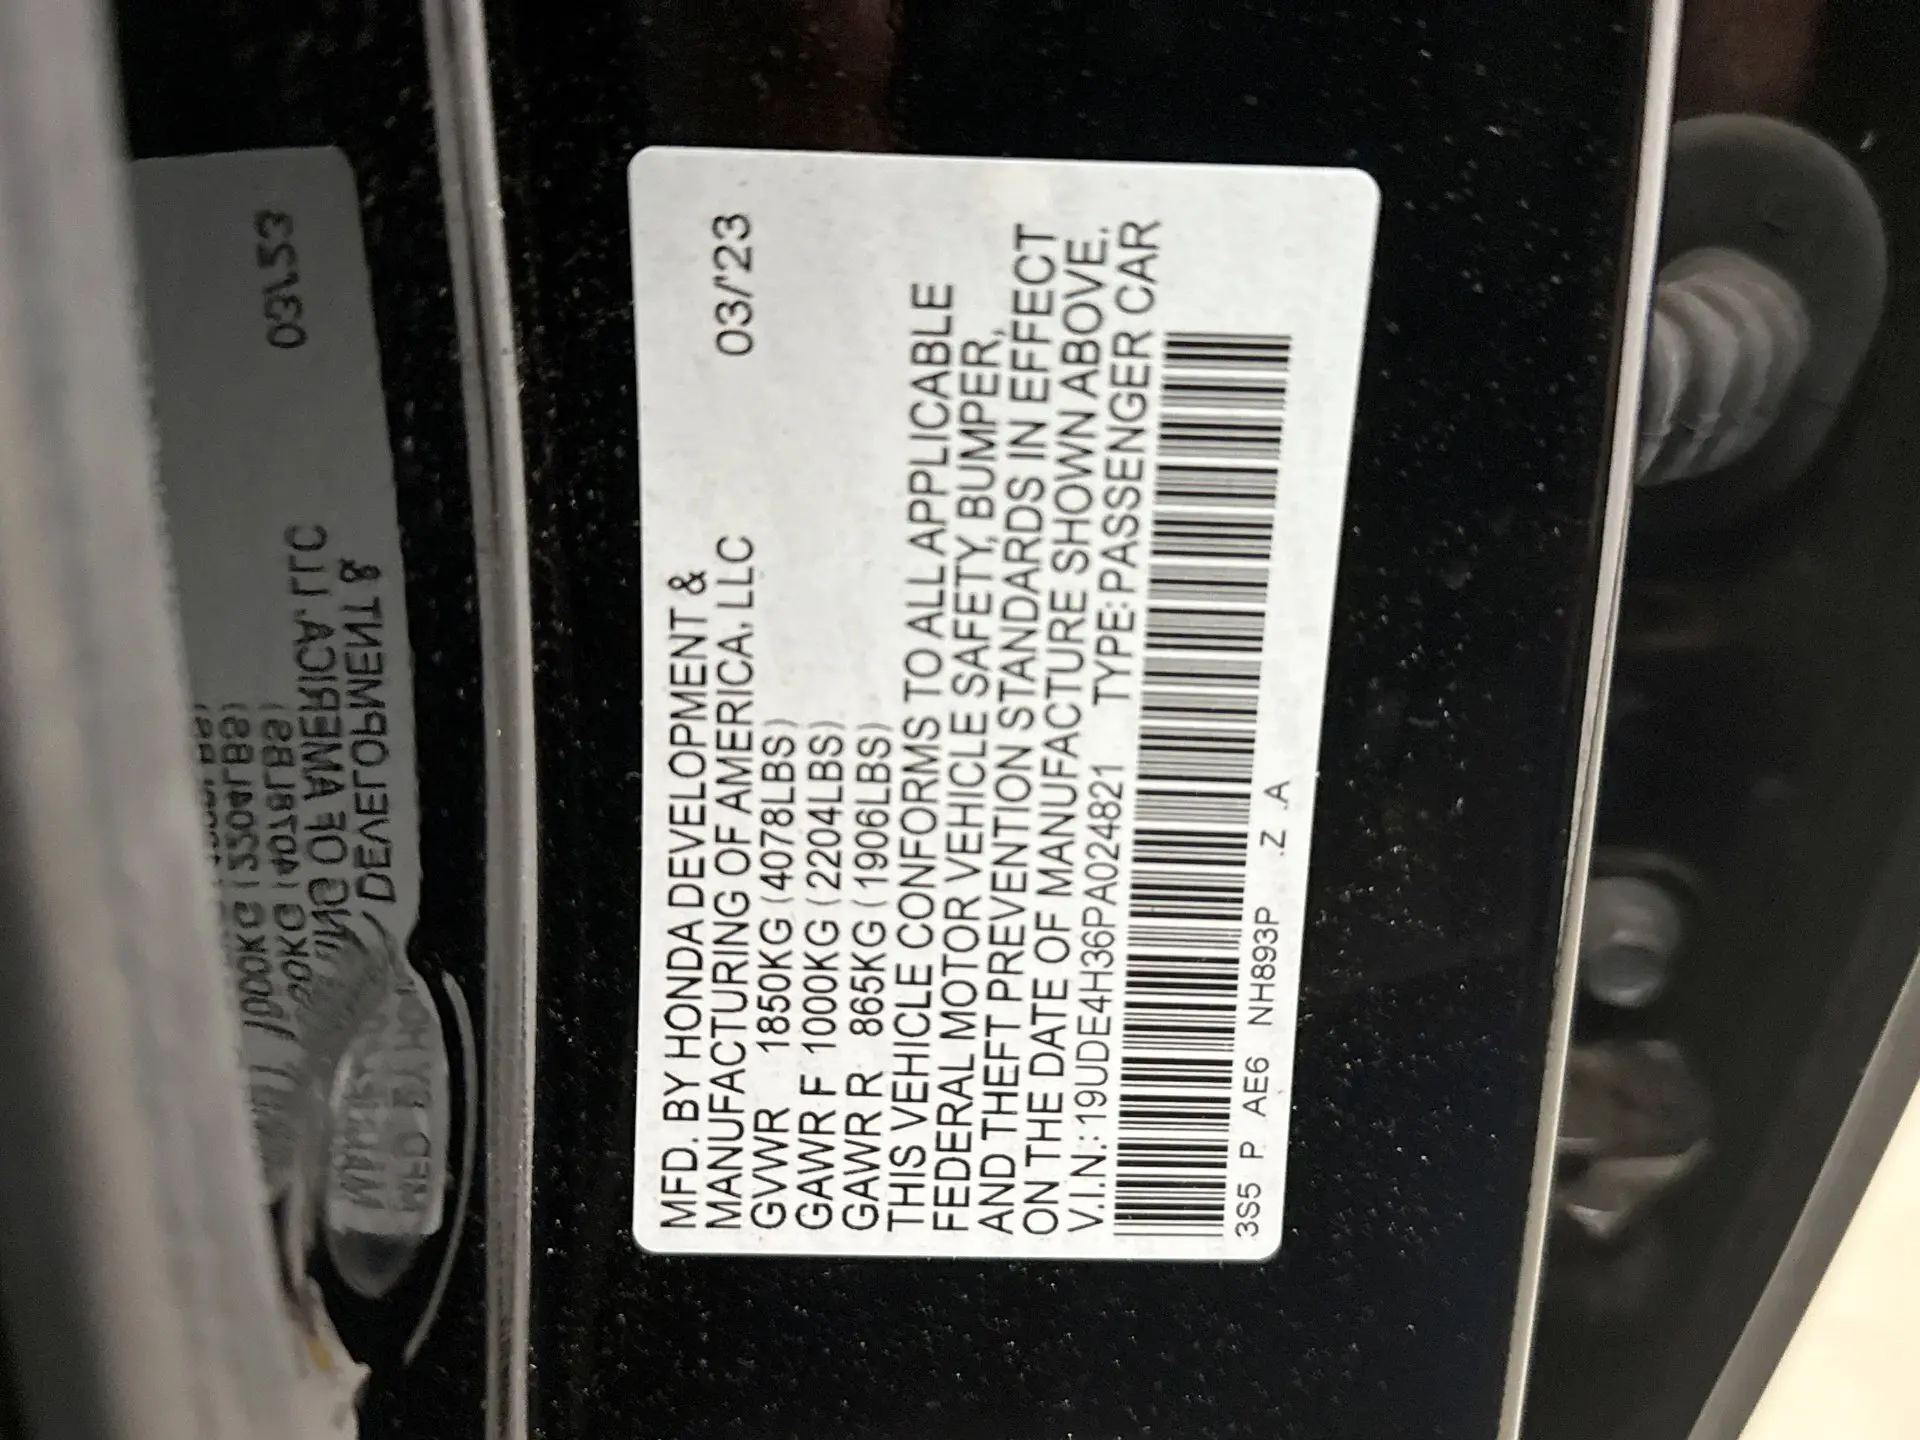 MFD. BY HONDA DEVELOPMENT &
MANUFACTURING OF AMERICA, LLC 03/'23
GVWR 1850KG (4078LBS)
GAWR F 1000KG (2204LBS)
GAWR R 865KG (1906LBS)
THIS VEHICLE CONFORMS TO ALL APPLICABLE
FEDERAL MOTOR VEHICLE SAFETY, BUMPER,
AND THEFT PREVENTION STANDARDS IN EFFECT
ON THE DATE OF MANUFACTURE SHOWN ABOVE.
V.I.N.: 19UDE4H36PA024821 TYPE: PASSENGER CAR
3S5 P AE6 NH893P .Z .A